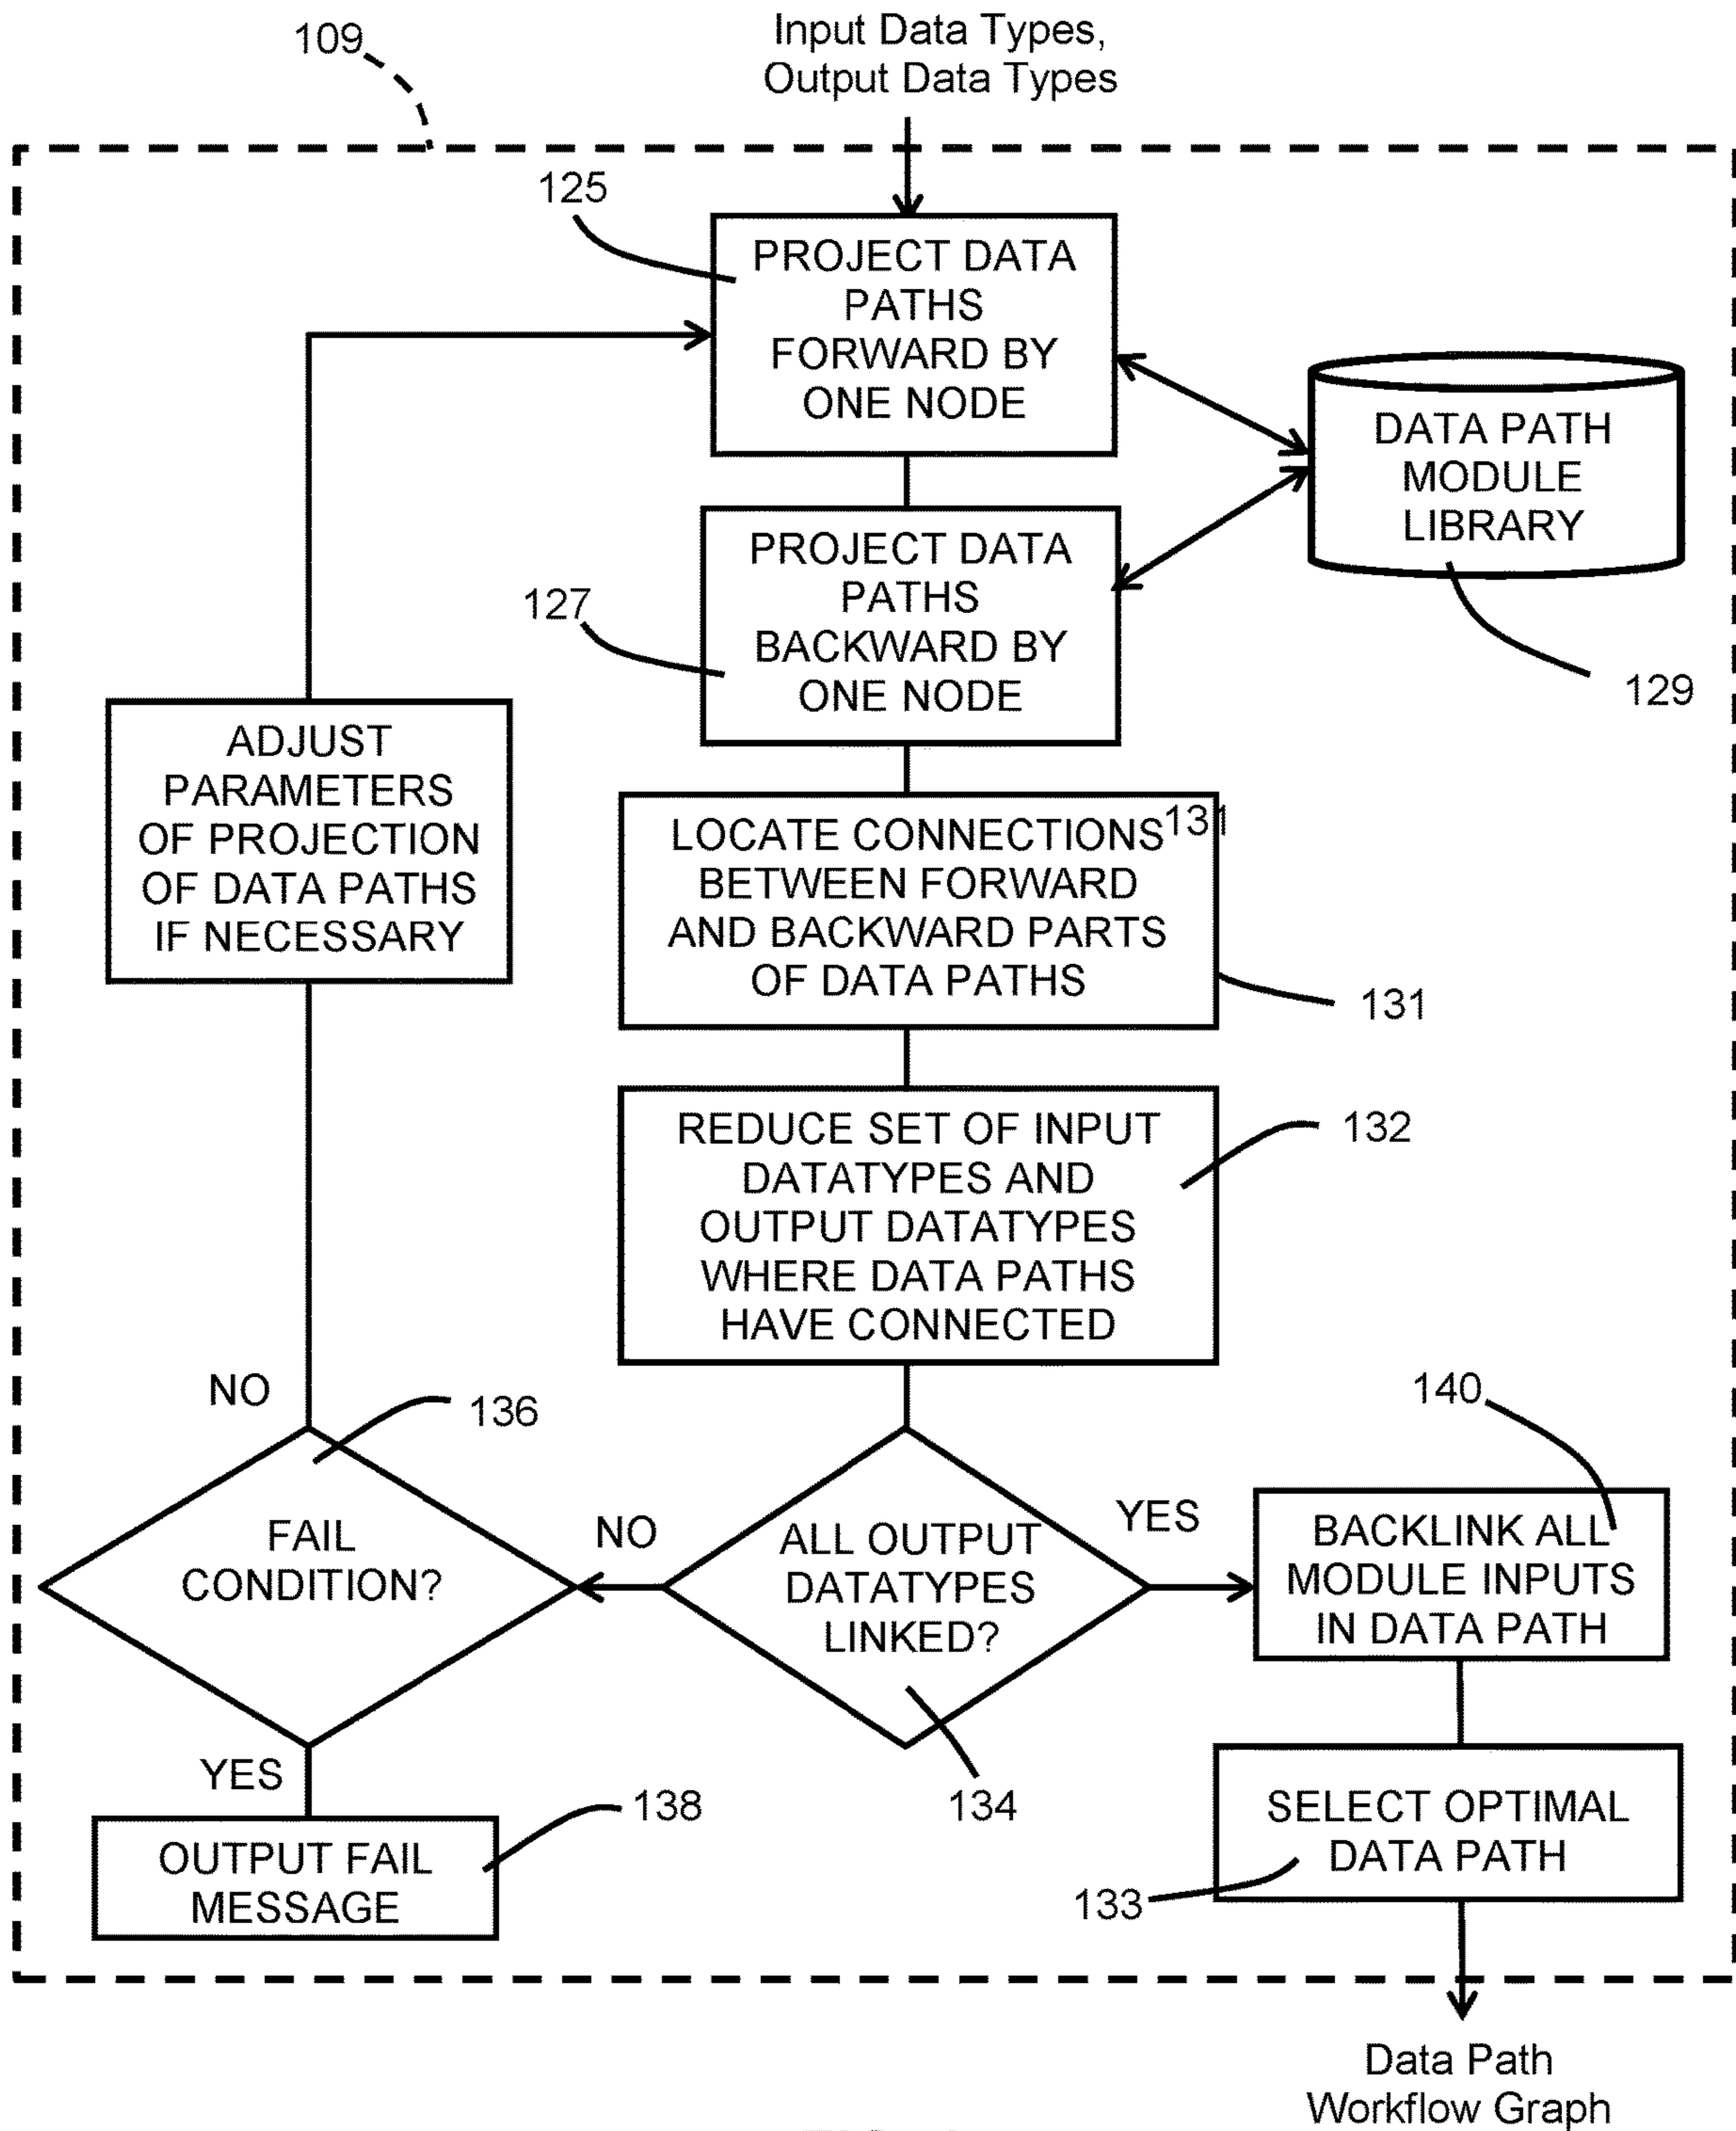 109
Input Data Types,
Output Data Types
125
PROJECT DATA
PATHS
FORWARD BY
ONE NODE
DATA PATH
MODULE
LIBRARY
129
127
PROJECT DATA
PATHS
BACKWARD BY
ONE NODE
ADJUST
PARAMETERS
OF PROJECTION
OF DATA PATHS
IF NECESSARY
LOCATE CONNECTIONS 131
BETWEEN FORWARD
AND BACKWARD PARTS
OF DATA PATHS
131
REDUCE SET OF INPUT
DATATYPES AND
OUTPUT DATATYPES
WHERE DATA PATHS
HAVE CONNECTED
132
NO
136
FAIL
CONDITION?
NO
ALL OUTPUT
DATATYPES
LINKED?
134
YES
140
BACKLINK ALL
MODULE INPUTS
IN DATA PATH
YES
138
OUTPUT FAIL
MESSAGE
SELECT OPTIMAL
DATA PATH
133
Data Path
Workflow Graph